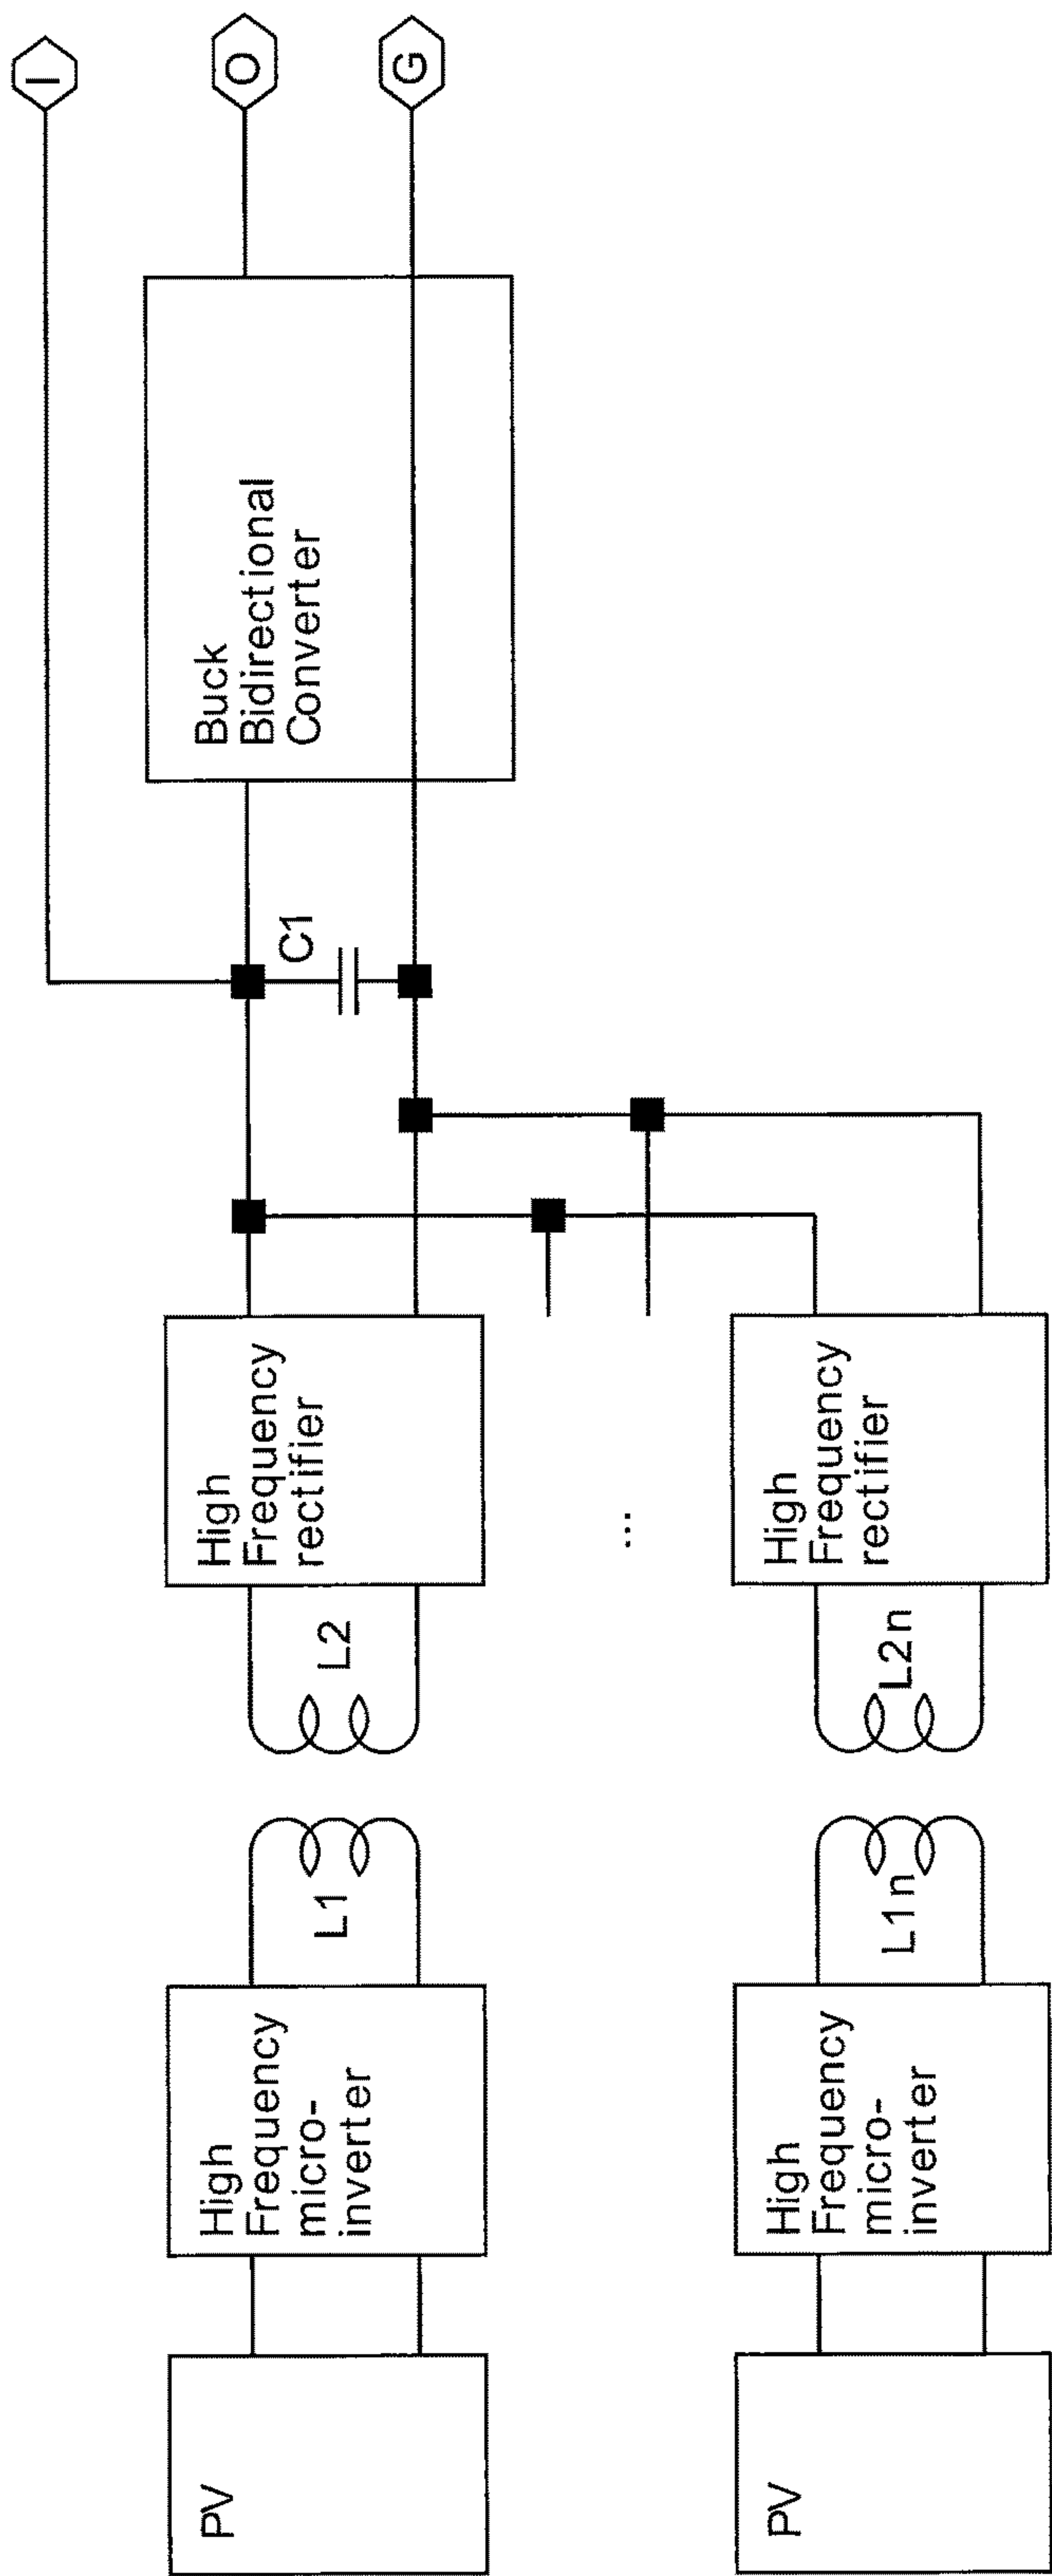 I
O
G
Buck
Bidirectional
Converter
C1
High
Frequency
rectifier
...
High
Frequency
rectifier
L2
L2n
L1
L1n
High
Frequency
micro-
inverter
High
Frequency
micro-
inverter
PV
PV